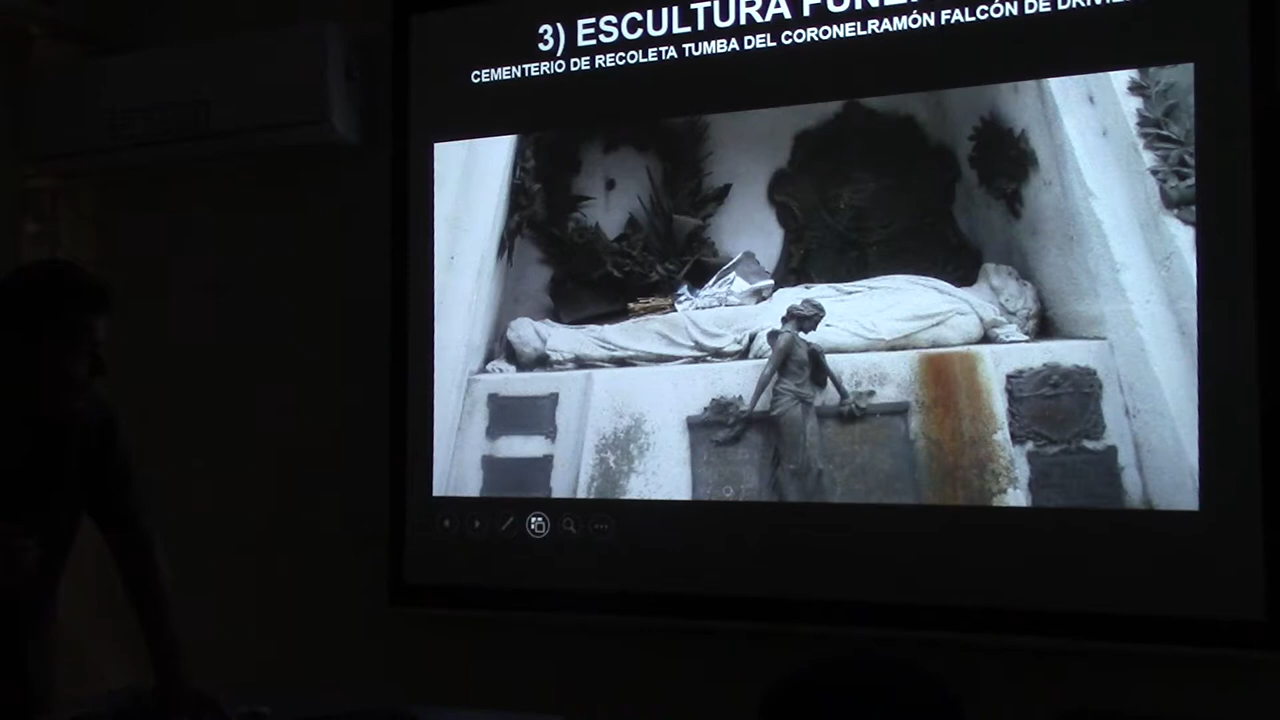 3) ESCULTURA
CEMENTERIO DE RECOLETA TUMBA DEL CORONELRAMÓN FALCÓN DE